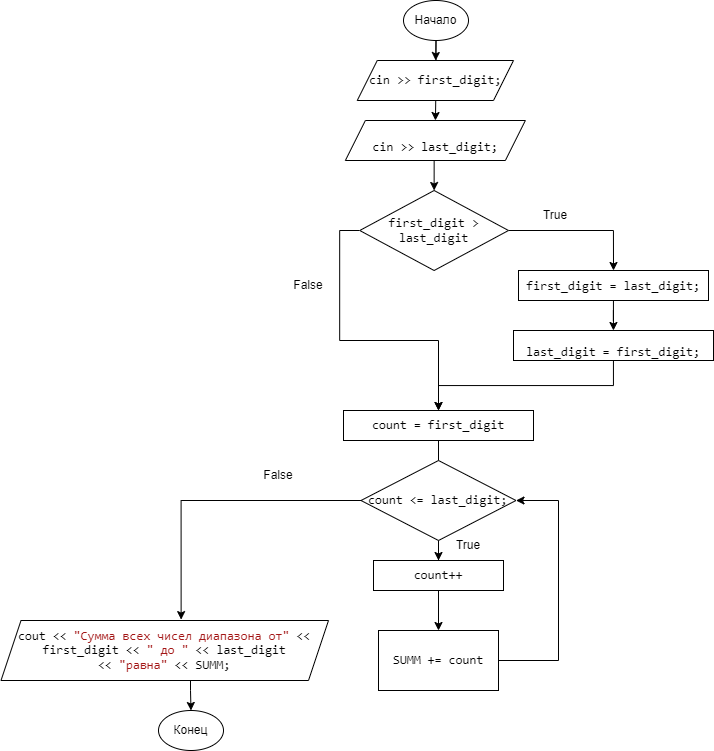 Начало
cin >> first_digit;
cin >> last_digit;
first_digit >
last_digit
True
False
first_digit = last_digit;
last_digit = first_digit;
count = first_digit
False
count <= last_digit;
True
count++
SUMM += count
cout << "Сумма всех чисел диапазона от" <<
first_digit << " до " << last_digit
<< "равна" << SUMM;
Конец